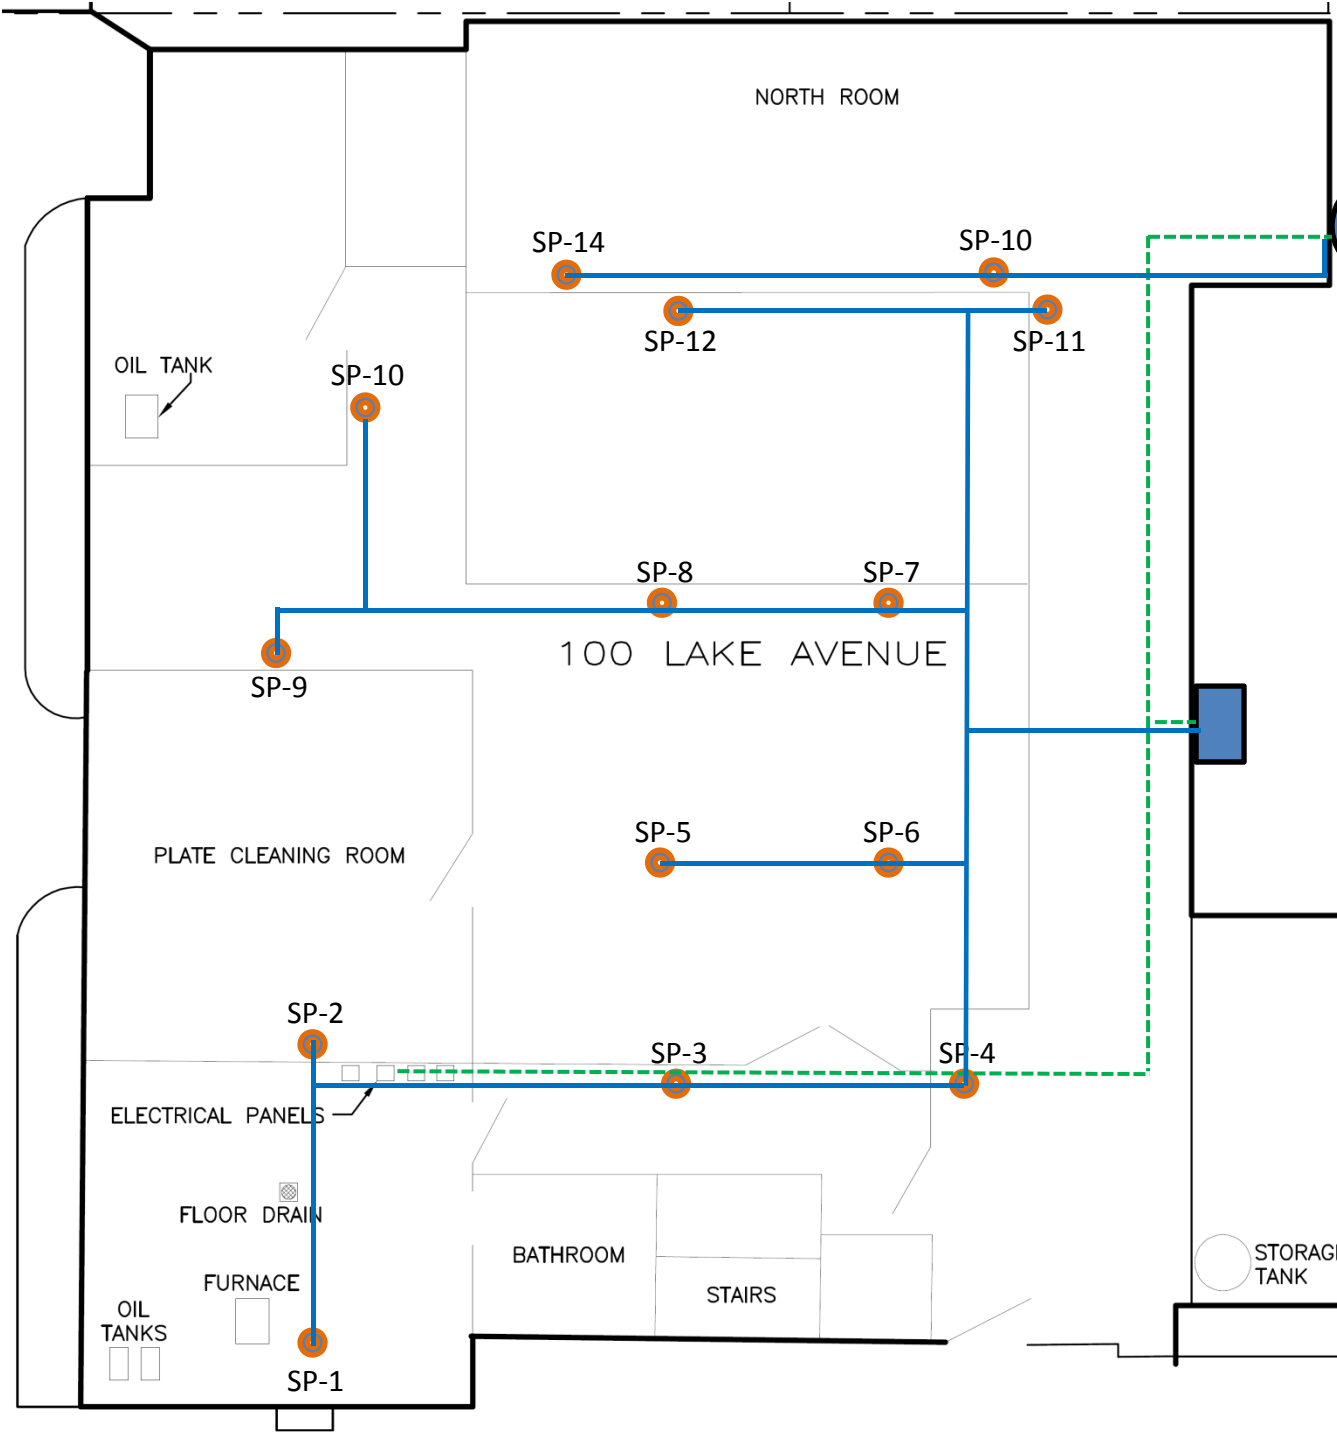 NORTH ROOM
SP-14
SP-10
SP-12
SP-11
OIL TANK
SP-10
SP-8
SP-7
100 LAKE AVENUE
SP-9
SP-5
SP-6
PLATE CLEANING ROOM
SP-2
SP-3
SP-4
ELECTRICAL PANELS
FLOOR DRAIN
BATHROOM
STORAGE
TANK
FURNACE
STAIRS
OIL
TANKS
SP-1